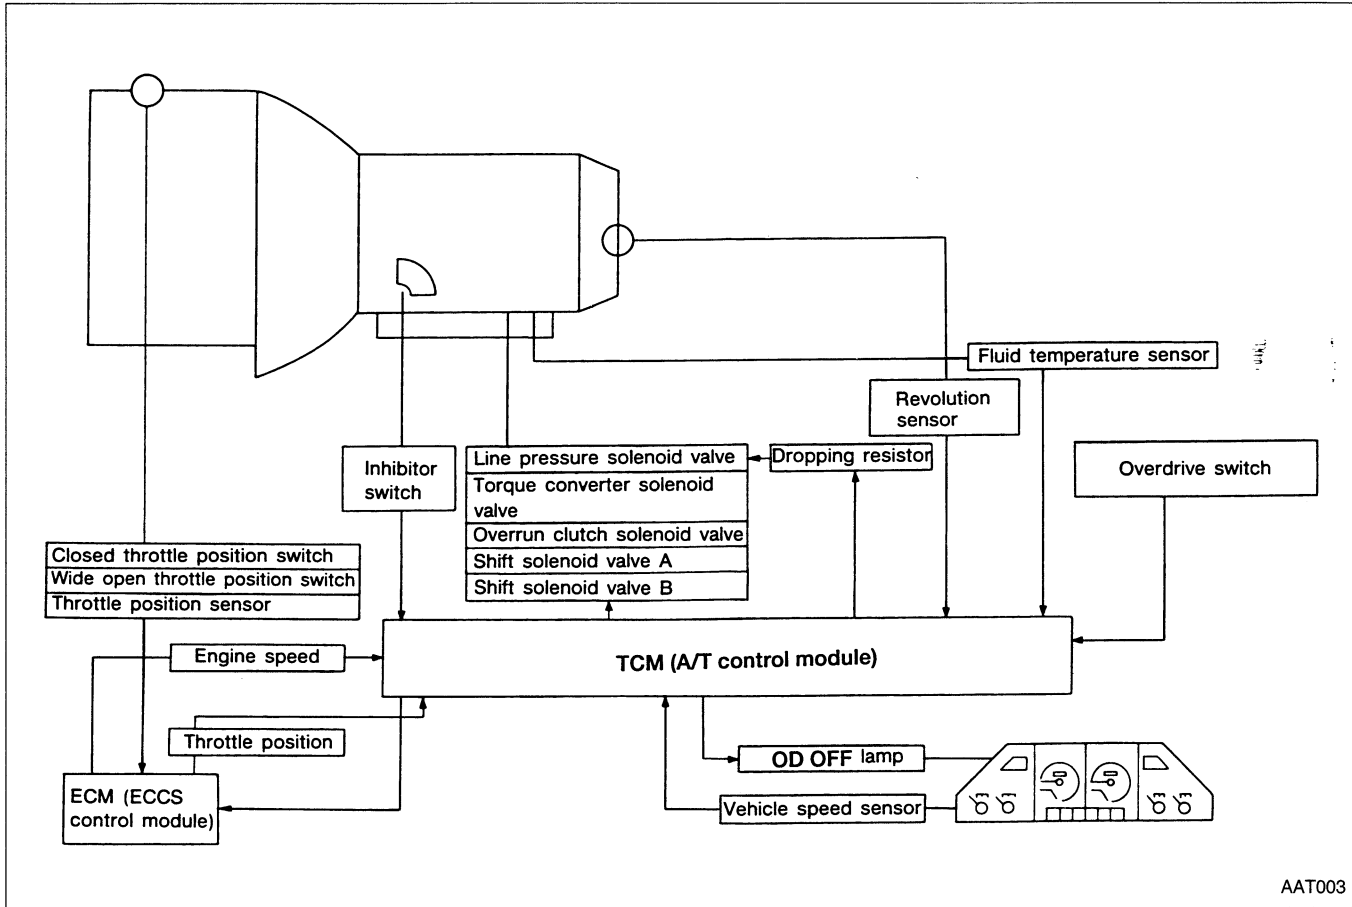 Fluid temperature sensor
Revolution
sensor
Inhibitor
switch
Line pressure solenoid valve
Dropping resistor
Overdrive switch
Torque converter solenoid
valve
Overrun clutch solenoid valve
Shift solenoid valve A
Shift solenoid valve B
Closed throttle position switch
Wide open throttle position switch
Throttle position sensor
Engine speed
TCM (A/T control module)
Throttle position
OD OFF lamp
ECM (ECCS
control module)
Vehicle speed sensor
AAT003